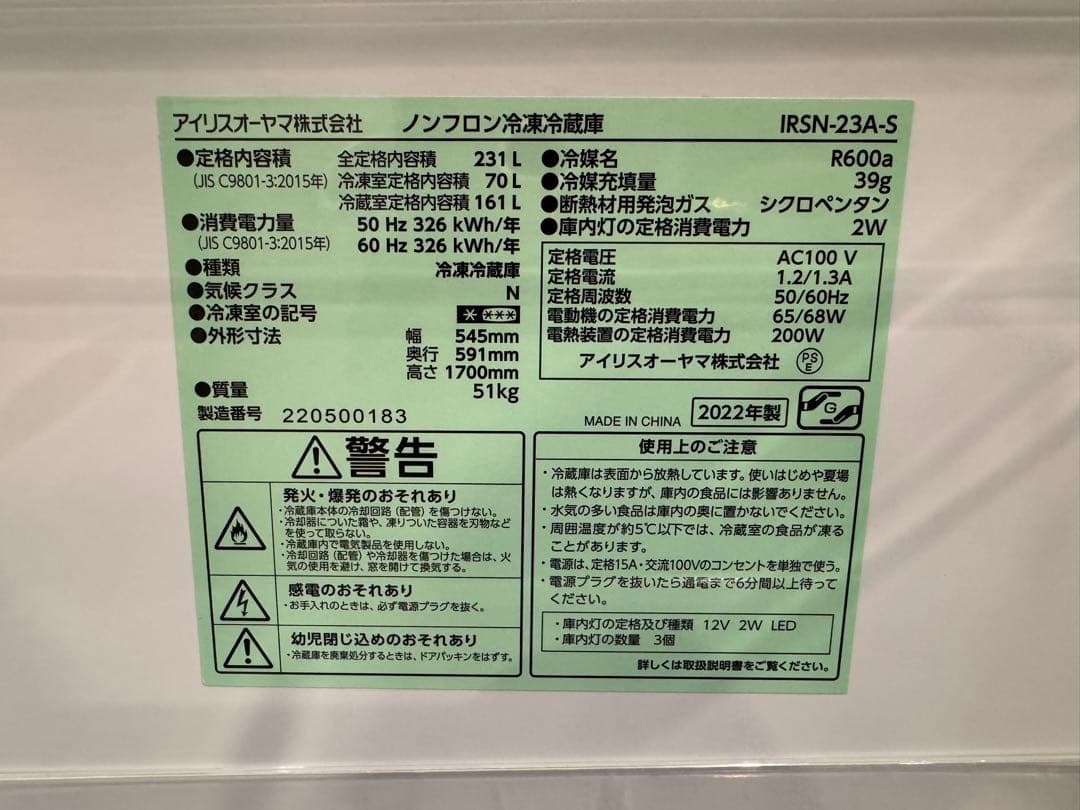 アイリスオーヤマ株式会社 ノンフロン冷凍冷蔵庫 IRSN-23A-S
●定格内容積 全定格内容積 231 L
(JIS C9801-3:2015年) 冷凍室定格内容積 70 L
冷蔵室定格内容積 161 L
●消費電力量 50 Hz 326 kWh/年
(JIS C9801-3:2015年) 60 Hz 326 kWh/年
●種類 冷凍冷蔵庫
●気候クラス N
●冷凍室の記号 * ***
●外形寸法 幅 545mm
奥行 591mm
高さ 1700mm
●質量 51kg
製造番号 220500183
●冷媒名 R600a
●冷媒充填量 39g
●断熱材用発泡ガス シクロペンタン
●庫内灯の定格消費電力 2W
定格電圧 AC100 V
定格電流 1.2/1.3A
定格周波数 50/60Hz
電動機の定格消費電力 65/68W
電熱装置の定格消費電力 200W
アイリスオーヤマ株式会社 PS E
MADE IN CHINA 2022年製 G
警告
発火・爆発のおそれあり
・冷蔵庫本体の冷却回路(配管)を傷つけない。
・冷却器についた霜や、凍りついた容器を刃物など
を使って取らない。
・冷蔵庫内で電気製品を使用しない。
・冷却回路(配管)や冷却器を傷つけた場合は、火
気の使用を避け、窓を開けて換気する。
感電のおそれあり
・お手入れのときは、必ず電源プラグを抜く。
幼児閉じ込めのおそれあり
・冷蔵庫を廃棄処分するときは、ドアパッキンをはずす。
使用上のご注意
・冷蔵庫は表面から放熱しています。使いはじめや夏場
は熱くなりますが、庫内の食品には影響ありません。
・水気の多い食品は庫内の奥に置かないでください。
・周囲温度が約5℃以下では、冷蔵室の食品が凍る
ことがあります。
・電源は、定格15A・交流100Vのコンセントを単独で使う。
・電源プラグを抜いたら通電まで6分間以上待って
ください。
・庫内灯の定格及び種類 12V 2W LED
・庫内灯の数量 3個
詳しくは取扱説明書をご覧ください。